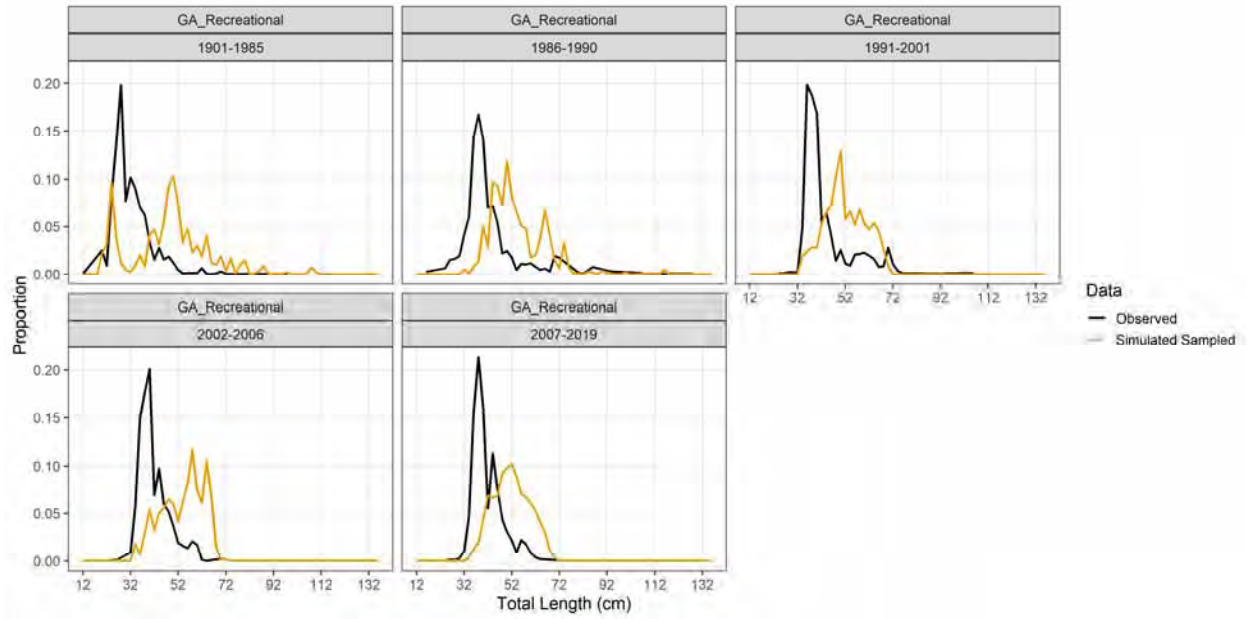 GA_Recreational GA_Recreational GA_Recreational
1901-1985 1986-1990 1991-2001
0.20
0.15
0.10
0.05
0.00
12 32 52 72 92 112 132
GA_Recreational GA_Recreational
2002-2006 2007-2019
0.20
0.15
0.10
0.05
0.00
12 32 52 72 92 112 132 12 32 52 72 92 112 132
Proportion
Total Length (cm)
Data
Observed
Simulated Sampled